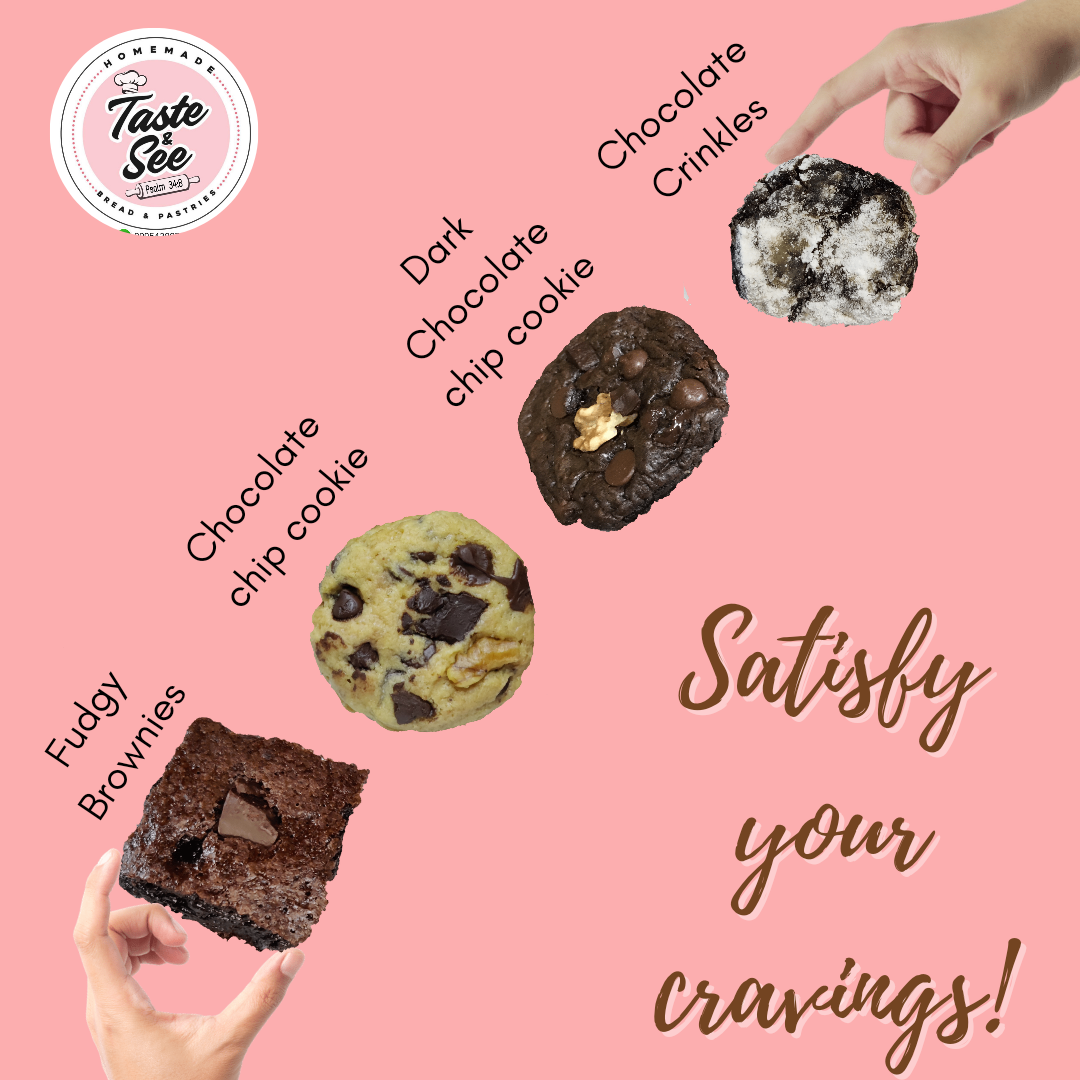 HOMEMADE
Taste
&
See
Psalm 34:8
BREAD & PASTRIES
Chocolate
Crinkles
Dark
Chocolate
chip cookie
Chocolate
chip cookie
Fudgy
Brownies
Satisfy
your
cravings!